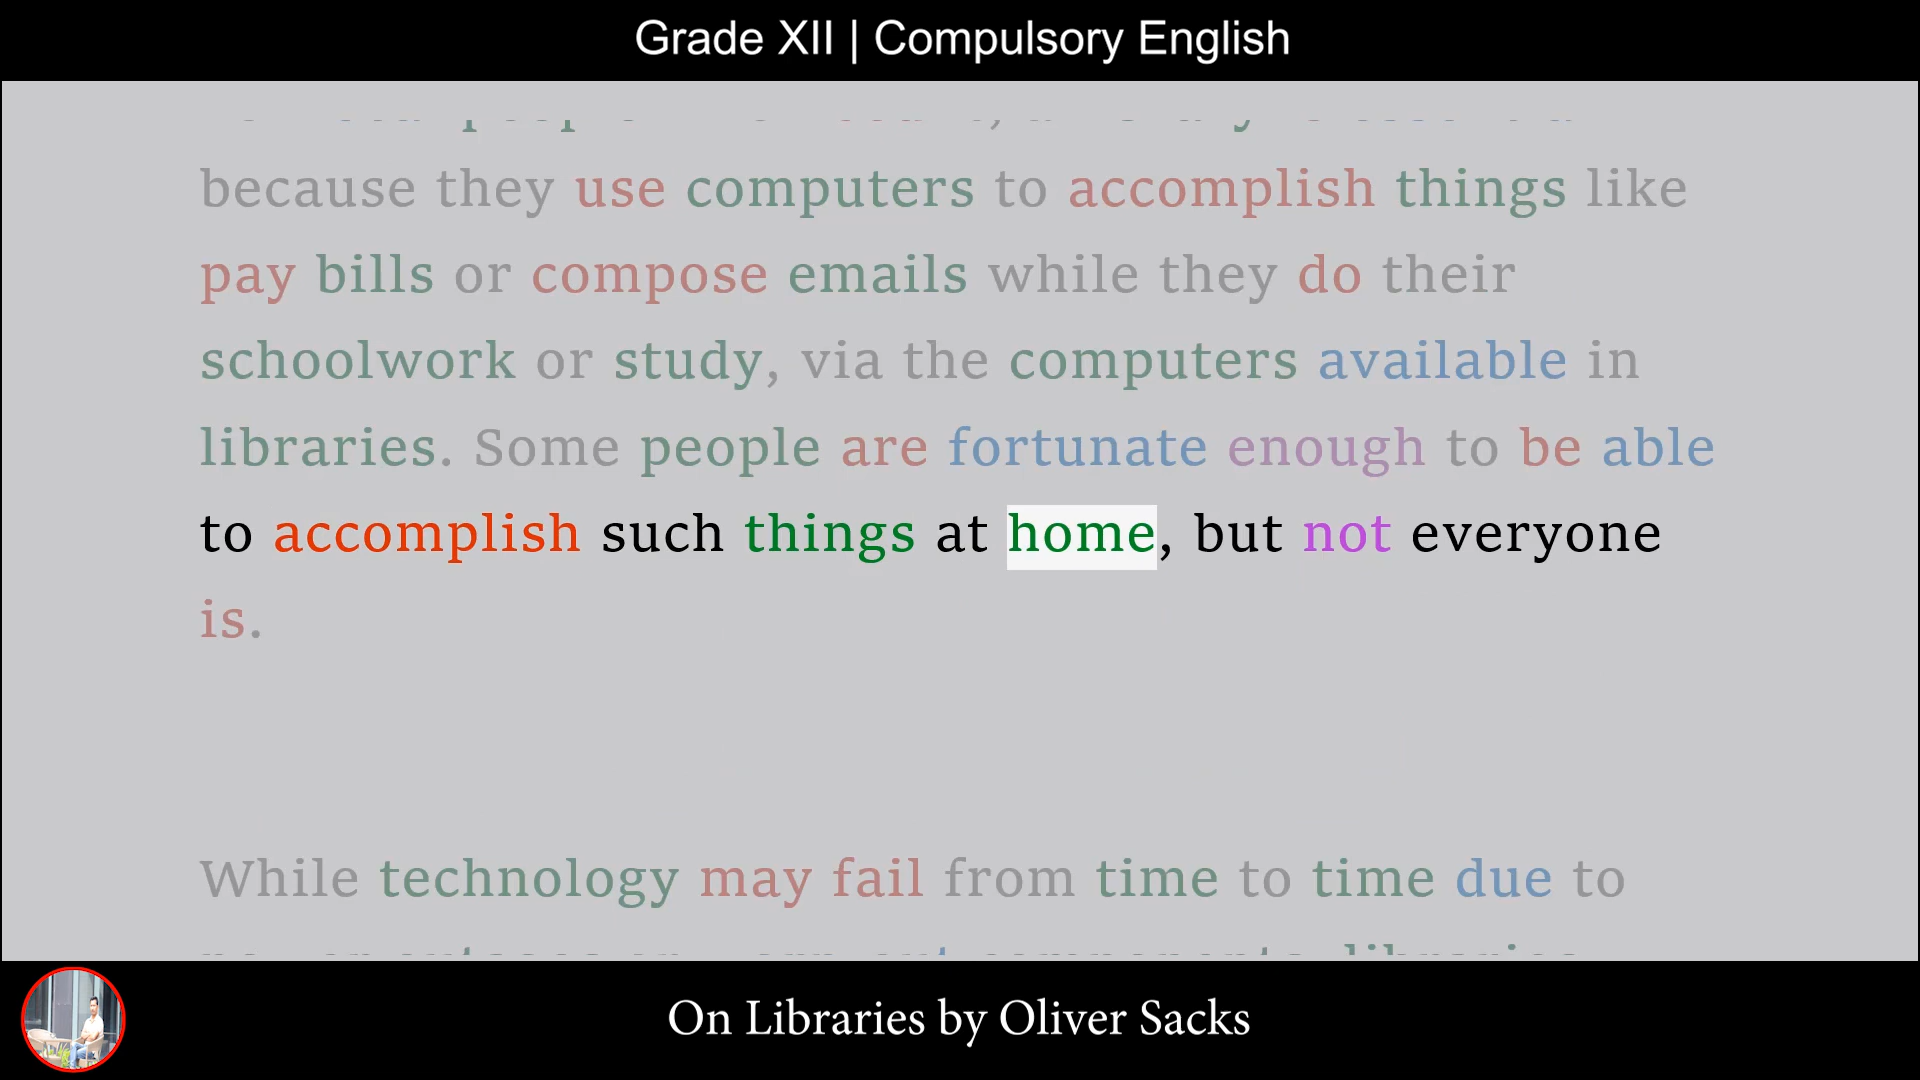 Grade XII | Compulsory English
because they use computers to accomplish things like
pay bills or compose emails while they do their
schoolwork or study, via the computers available in
libraries. Some people are fortunate enough to be able
to accomplish such things at home, but not everyone
is.
While technology may fail from time to time due to
On Libraries by Oliver Sacks